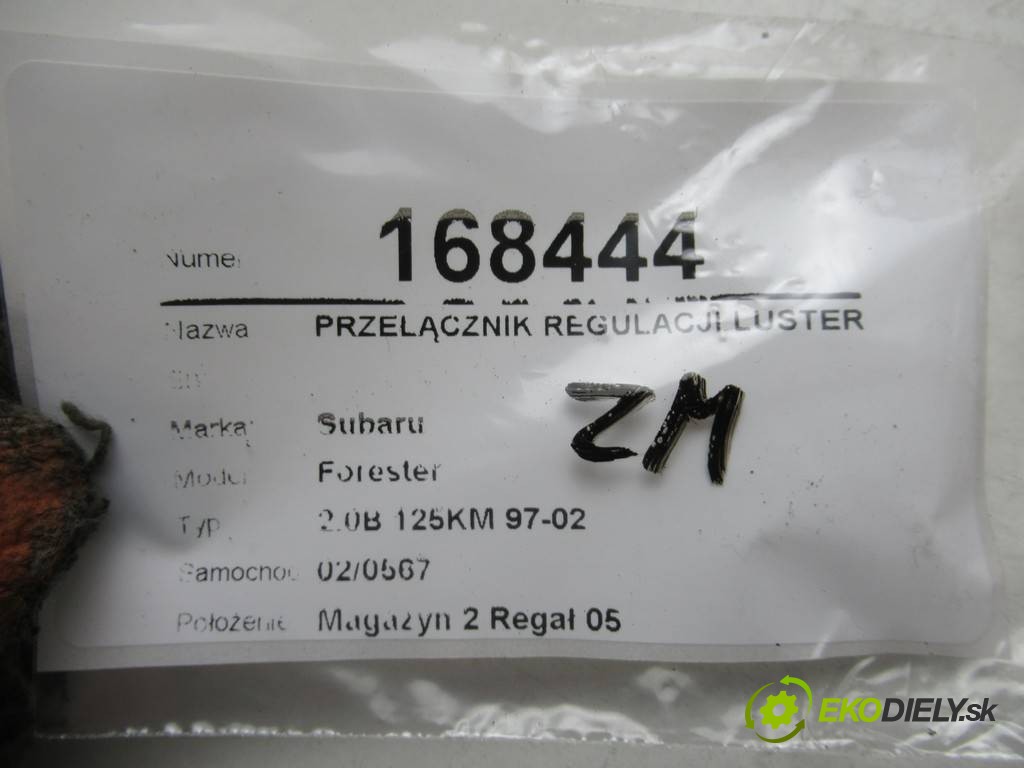 Numer 168444
Nazwa PRZEŁĄCZNIK REGULACJI LUSTER
Marka: Subaru
Model Forester
Typ 2.0B 125KM 97-02
Samochod 02/0567
Położenie Magazyn 2 Regał 05
ZM
EKODIELY.sk